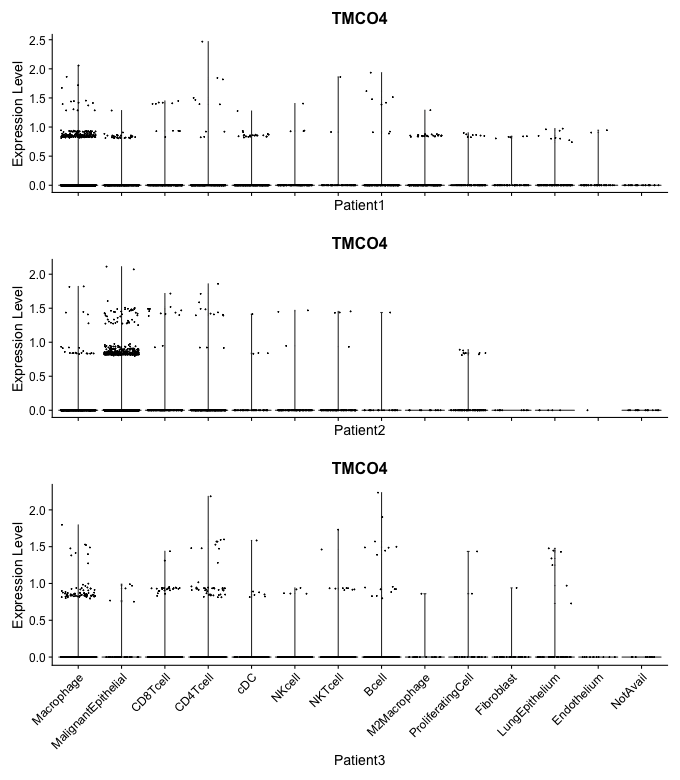 TMCO4
Expression Level
2.5
2.0
1.5
1.0
0.5
0.0
Patient1
TMCO4
Expression Level
2.0
1.5
1.0
0.5
0.0
Patient2
TMCO4
Expression Level
2.0
1.5
1.0
0.5
0.0
Macrophage
MalignantEpithelial
CD8Tcell
CD4Tcell
cDC
NKcell
NKTcell
Bcell
M2Macrophage
ProliferatingCell
Fibroblast
LungEpithelium
Endothelium
NotAvail
Patient3